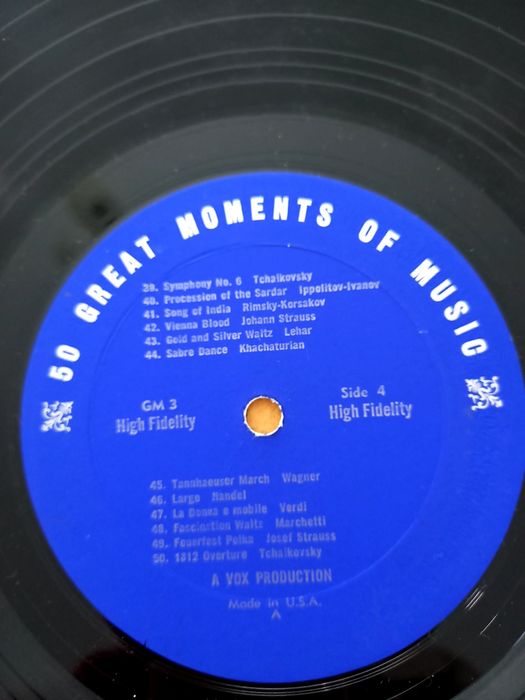 50 GREAT MOMENTS OF MUSIC
39. Symphony No. 6 Tchaikovsky
40. Procession of the Sardar Ippolitov-Ivanov
41. Song of India Rimsky-Korsakov
42. Vienna Blood Johann Strauss
43. Gold and Silver Waltz Lehar
44. Sabre Dance Khachaturian
GM 3
High Fidelity
Side 4
High Fidelity
45. Tannhaeuser March Wagner
46. Largo Handel
47. La Donna e mobile Verdi
48. Fascination Waltz Marchetti
49. Feuerfest Polka Josef Strauss
50. 1812 Overture Tchaikovsky
A VOX PRODUCTION
Made in U.S.A.
A